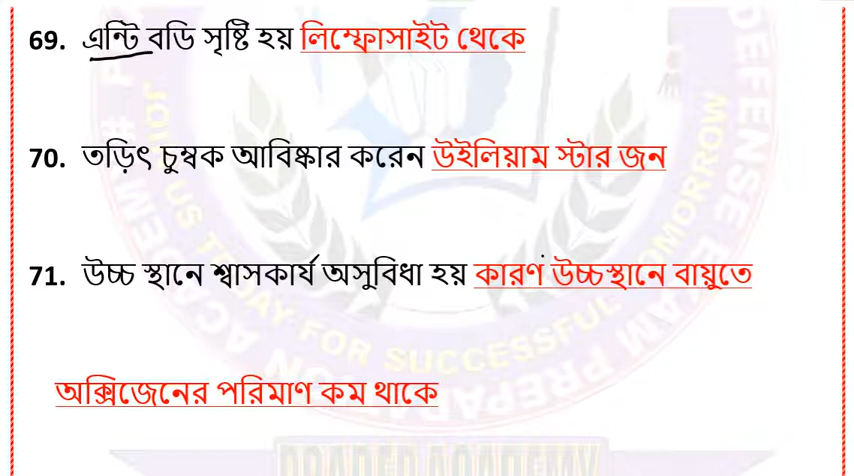 69. এন্টি বডি সৃষ্টি হয় লিম্ফোসাইট থেকে
70. তড়িৎ চুম্বক আবিষ্কার করেন উইলিয়াম স্টার জন
71. উচ্চ স্থানে শ্বাসকার্য অসুবিধা হয় কারণ উচ্চস্থানে বায়ুতে
অক্সিজেনের পরিমাণ কম থাকে